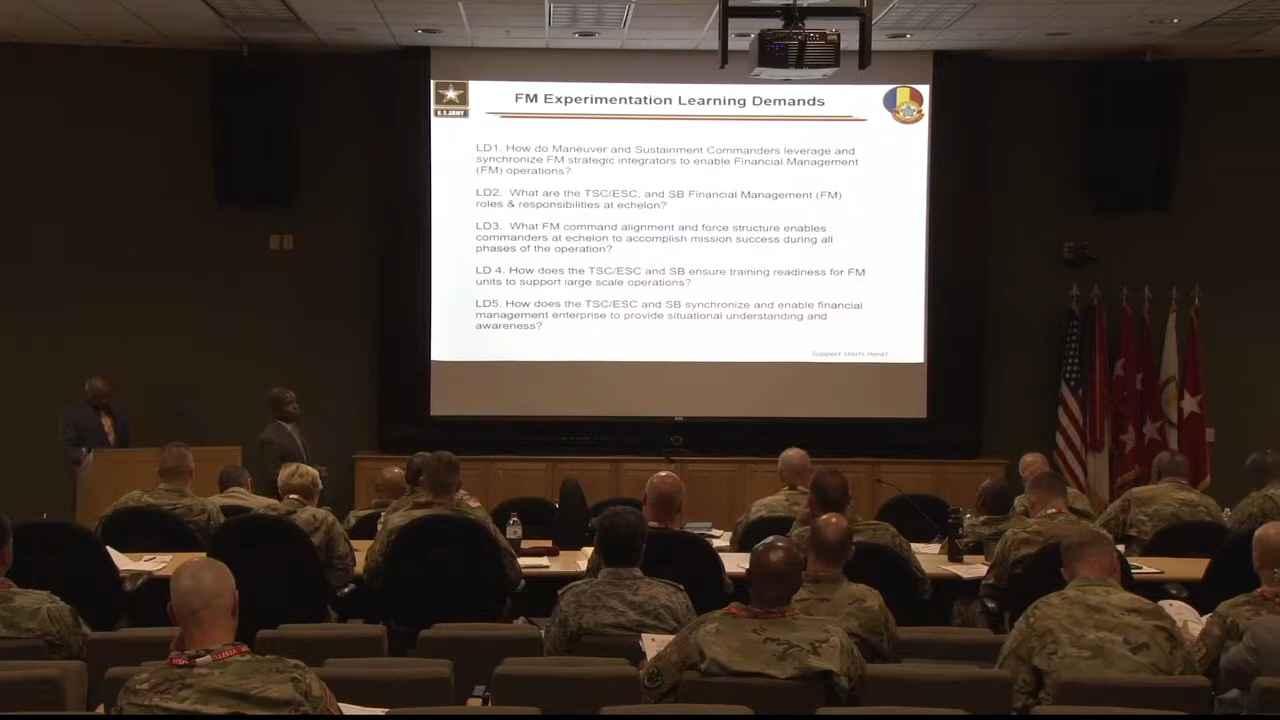 FM Experimentation Learning Demands
U.S.ARMY
LD1. How do Maneuver and Sustainment Commanders leverage and
synchronize FM strategic integrators to enable Financial Management
(FM) operations?
LD2. What are the TSC/ESC, and SB Financial Management (FM)
roles & responsibilities at echelon?
LD3. What FM command alignment and force structure enables
commanders at echelon to accomplish mission success during all
phases of the operation?
LD 4. How does the TSC/ESC and SB ensure training readiness for FM
units to support large scale operations?
LD5. How does the TSC/ESC and SB synchronize and enable financial
management enterprise to provide situational understanding and
awareness?
Support Starts Here!